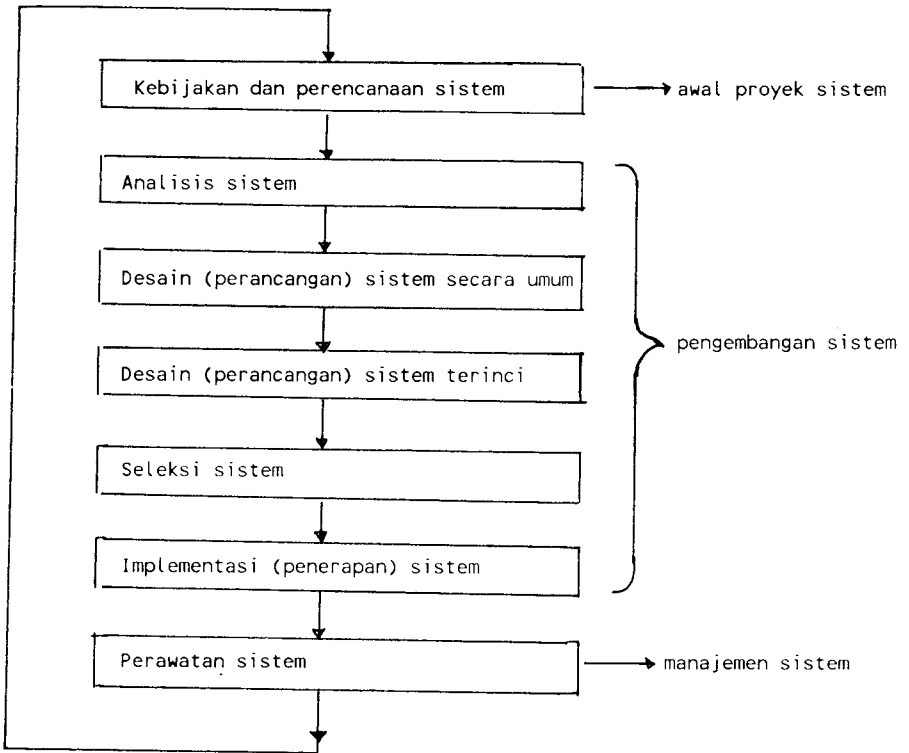 Kebijakan dan perencanaan sistem
awal proyek sistem
Analisis sistem
Desain (perancangan) sistem secara umum
Desain (perancangan) sistem terinci
pengembangan sistem
Seleksi sistem
Implementasi (penerapan) sistem
Perawatan sistem
manajemen sistem